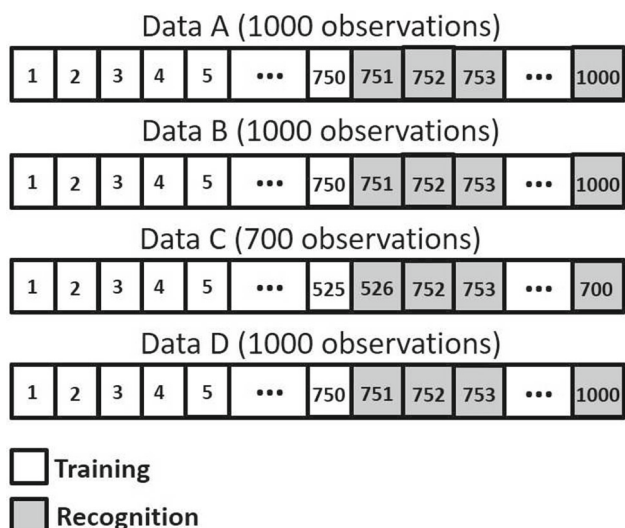 Data A (1000 observations)
1 2 3 4 5 ... 750 751 752 753 ... 1000
Data B (1000 observations)
1 2 3 4 5 ... 750 751 752 753 ... 1000
Data C (700 observations)
1 2 3 4 5 ... 525 526 752 753 ... 700
Data D (1000 observations)
1 2 3 4 5 ... 750 751 752 753 ... 1000
Training
Recognition